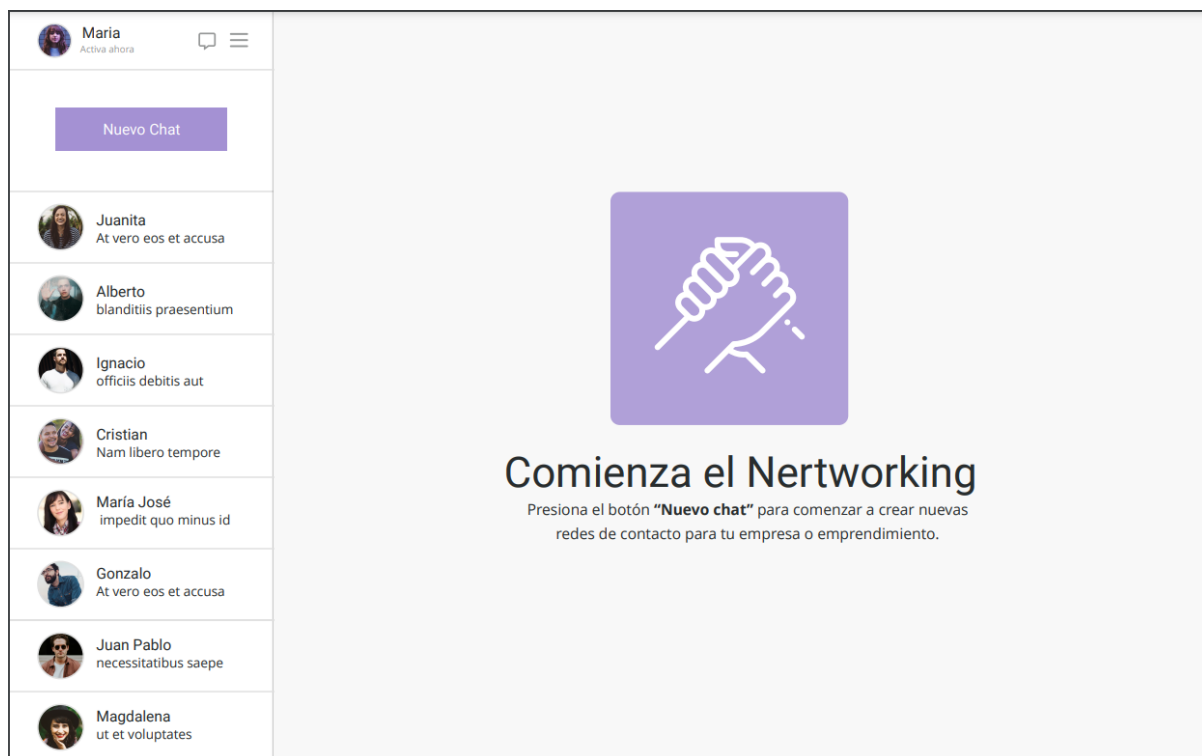 Maria
Activa ahora
Nuevo Chat
Juanita
At vero eos et accusa
Alberto
blanditiis praesentium
Ignacio
officiis debitis aut
Cristian
Nam libero tempore
María José
impedit quo minus id
Gonzalo
At vero eos et accusa
Juan Pablo
necessitatibus saepe
Magdalena
ut et voluptates
Comienza el Nertworking
Presiona el botón “Nuevo chat” para comenzar a crear nuevas
redes de contacto para tu empresa o emprendimiento.